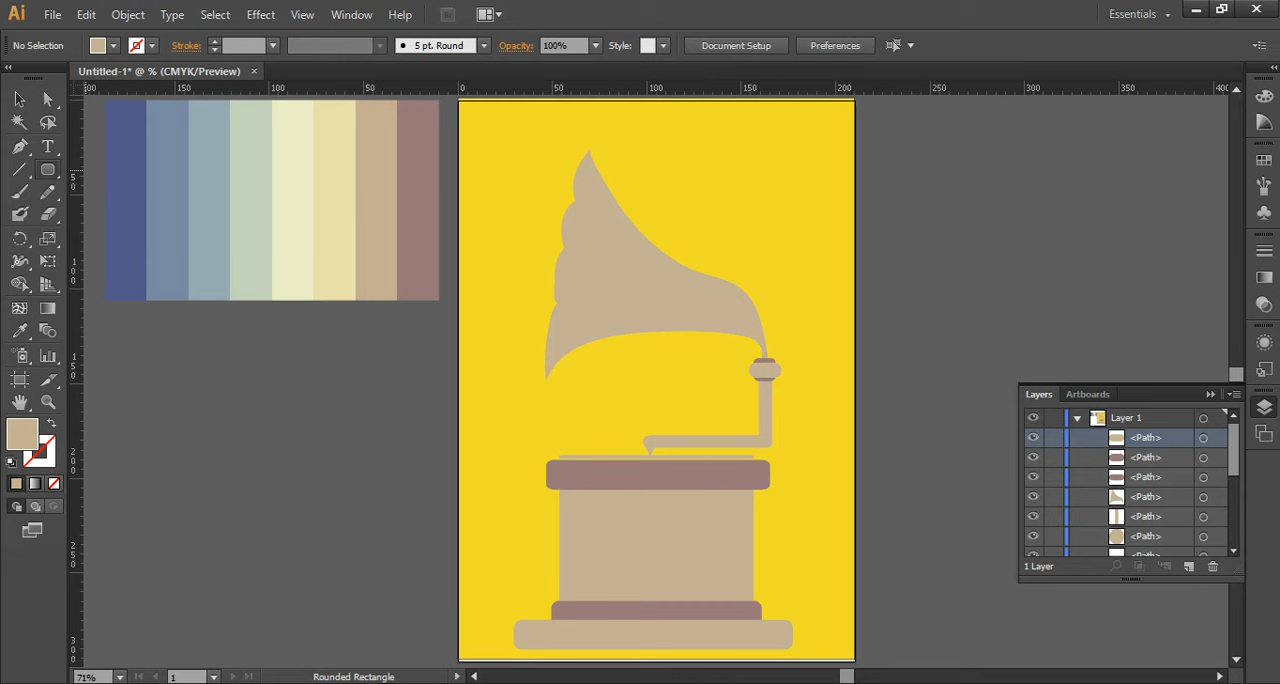 Ai File Edit Object Type Select Effect View Window Help Essentials
No Selection Stroke: 5 pt. Round Opacity: 100% Style: Document Setup Preferences
Untitled-1* @ % (CMYK/Preview) ×
150 100 50 0 50 100 150 200 250 300 350
Layers Artboards
Layer 1
<Path>
<Path>
<Path>
<Path>
<Path>
<Path>
1 Layer
71% 1 Rounded Rectangle